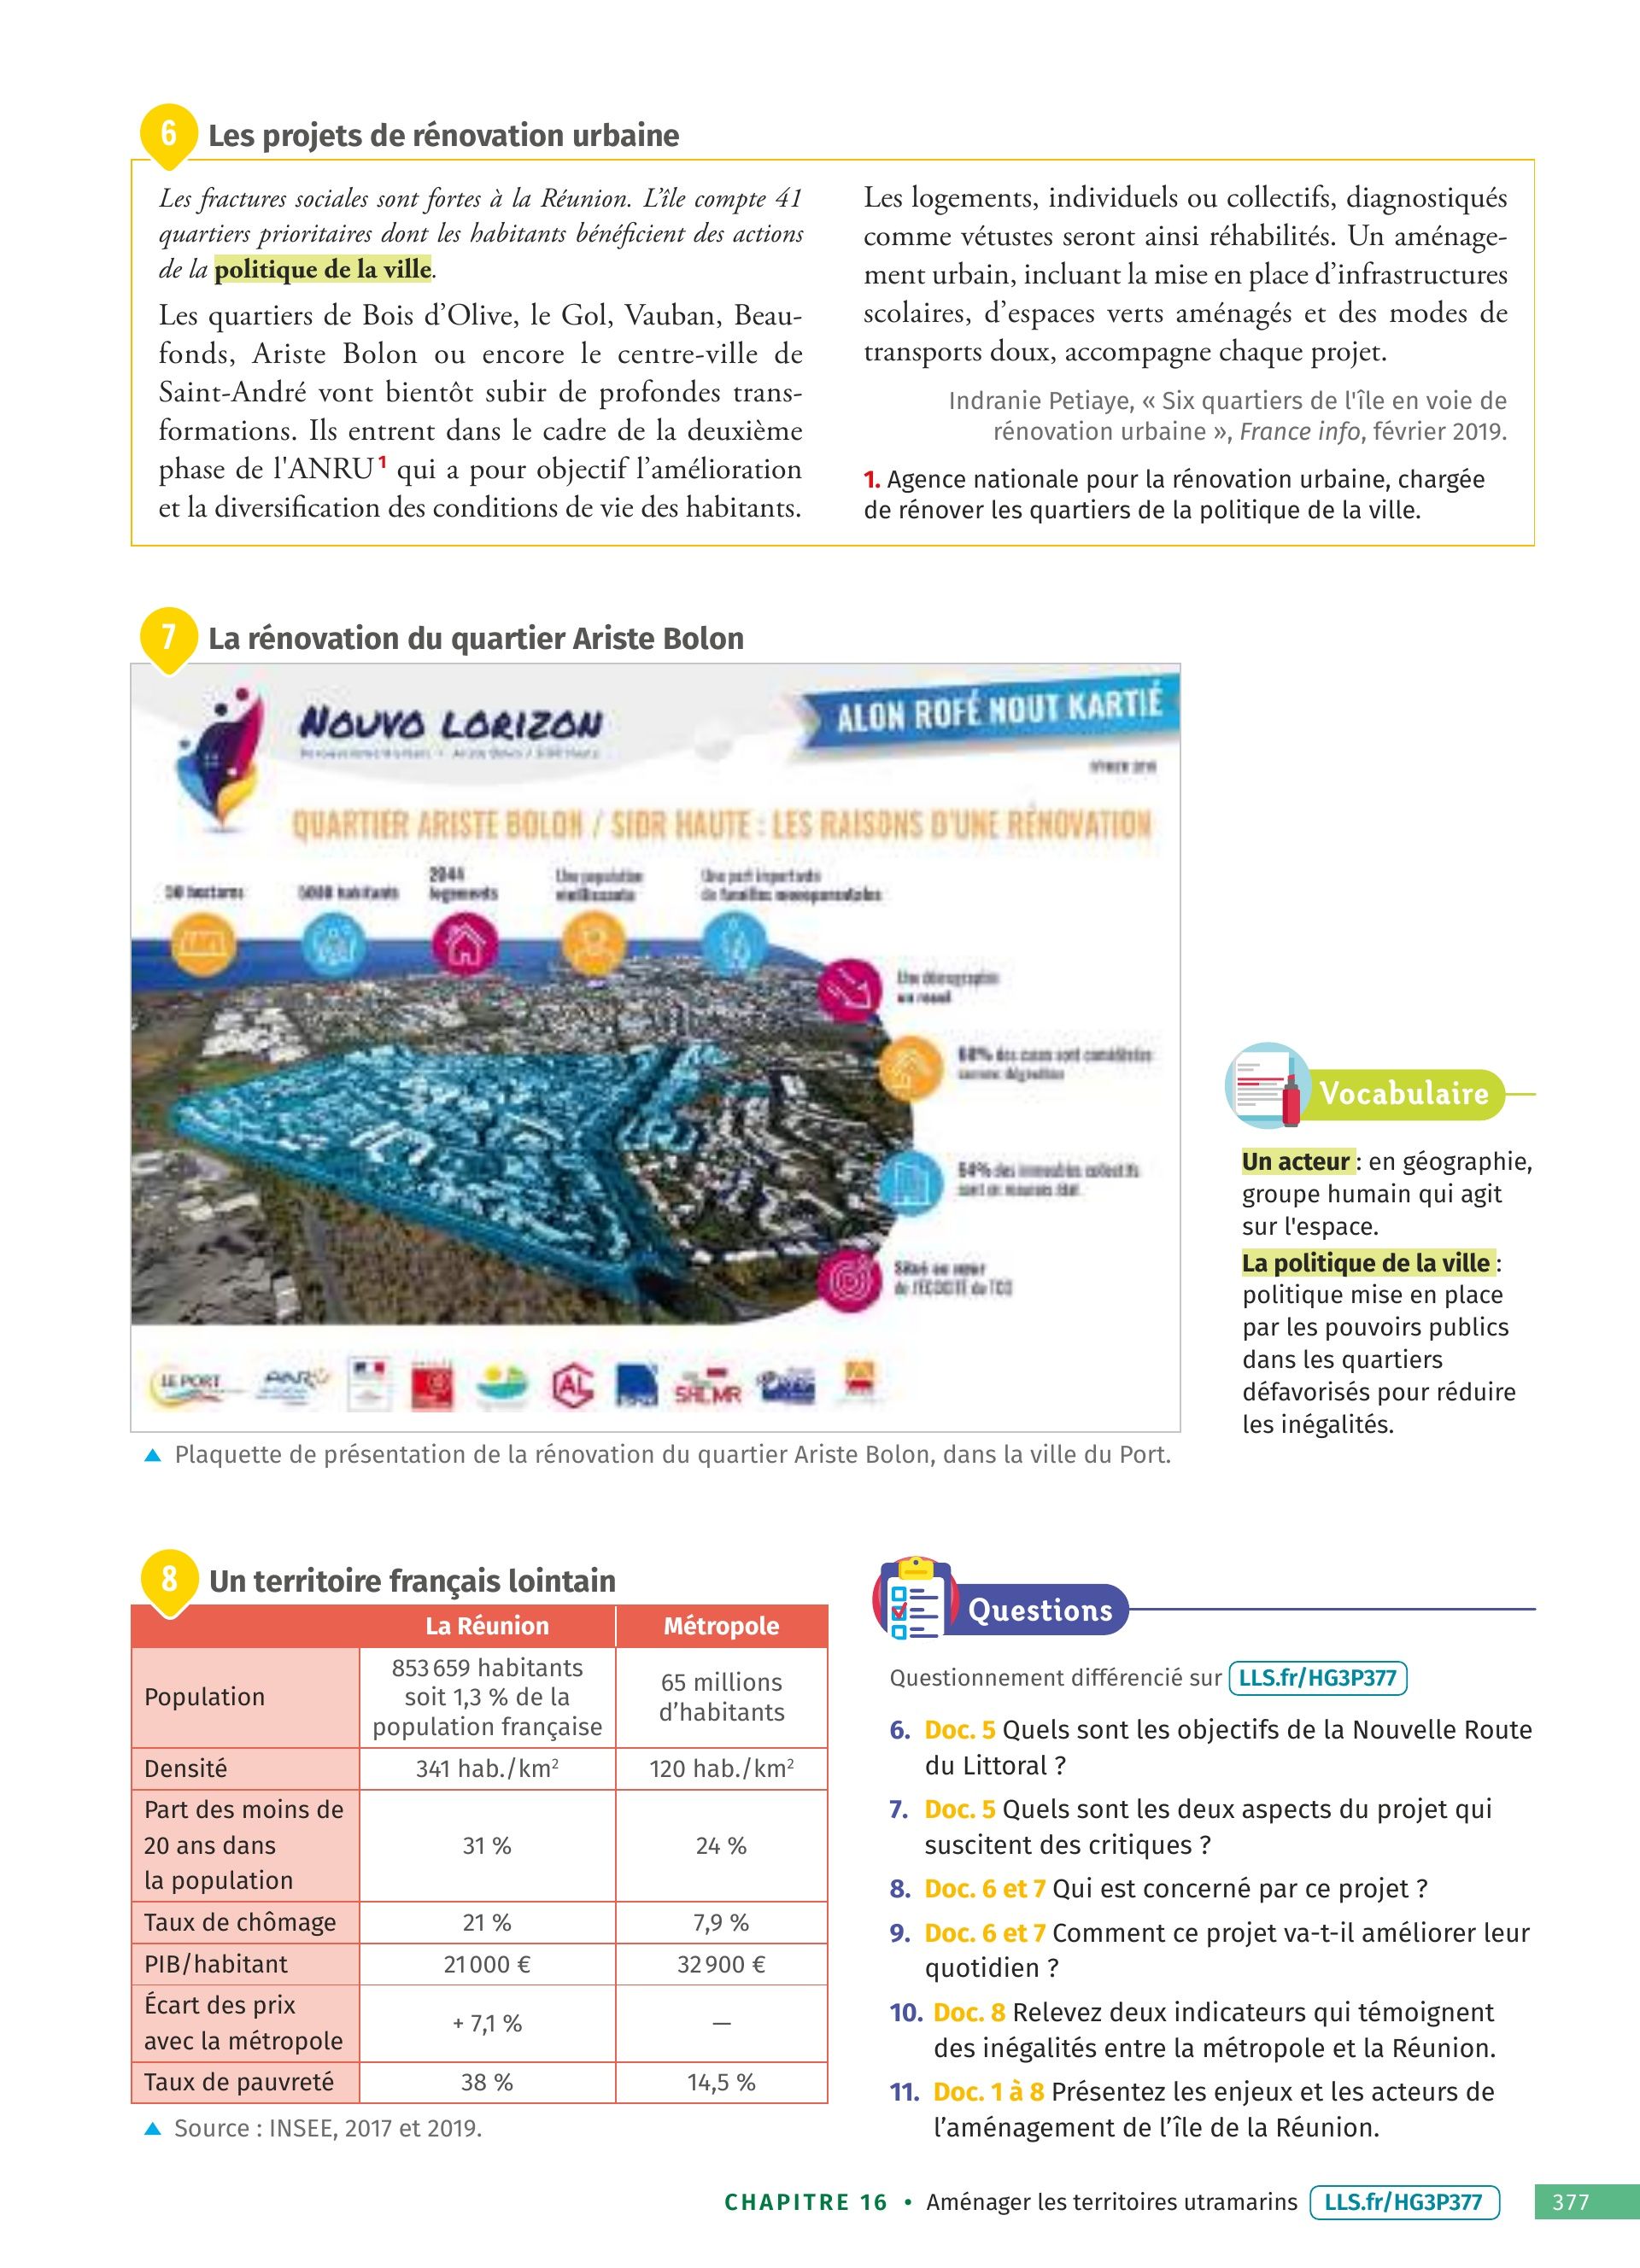 6 Les projets de rénovation urbaine
Les fractures sociales sont fortes à la Réunion. L'île compte 41
quartiers prioritaires dont les habitants bénéficient des actions
de la politique de la ville.
Les quartiers de Bois d'Olive, le Gol, Vauban, Beau-
fonds, Ariste Bolon ou encore le centre-ville de
Saint-André vont bientôt subir de profondes trans-
formations. Ils entrent dans le cadre de la deuxième
phase de l'ANRU1 qui a pour objectif l'amélioration
et la diversification des conditions de vie des habitants.
Les logements, individuels ou collectifs, diagnostiqués
comme vétustes seront ainsi réhabilités. Un aménage-
ment urbain, incluant la mise en place d'infrastructures
scolaires, d'espaces verts aménagés et des modes de
transports doux, accompagne chaque projet.
Indranie Petiaye, « Six quartiers de l'île en voie de
rénovation urbaine », France info, février 2019.
1. Agence nationale pour la rénovation urbaine, chargée
de rénover les quartiers de la politique de la ville.
7 La rénovation du quartier Ariste Bolon
NOUVO LORIZON
ALON ROFÉ NOUT KARTIÉ
QUARTIER ARISTE BOLON / SIDR HAUTE : LES RAISONS D'UNE RÉNOVATION
hectares
habitants
2044
logements
Une population
vieillissante
Une part importante
de familles monoparentales
Une démographie
60% des cases sont considérées
comme dégradées
54% des immeubles collectifs
sont en mauvais état
Situé au cœur
de l'ÉCOCITÉ du TCO
LE PORT
ANRU
AL
SHLMR
Plaquette de présentation de la rénovation du quartier Ariste Bolon, dans la ville du Port.
Vocabulaire
Un acteur : en géographie,
groupe humain qui agit
sur l'espace.
La politique de la ville :
politique mise en place
par les pouvoirs publics
dans les quartiers
défavorisés pour réduire
les inégalités.
8 Un territoire français lointain
La Réunion Métropole
Population 853 659 habitants soit 1,3 % de la population française 65 millions d'habitants
Densité 341 hab./km² 120 hab./km²
Part des moins de 20 ans dans la population 31 % 24 %
Taux de chômage 21 % 7,9 %
PIB/habitant 21 000 € 32 900 €
Écart des prix avec la métropole + 7,1 % —
Taux de pauvreté 38 % 14,5 %
Source : INSEE, 2017 et 2019.
Questions
Questionnement différencié sur LLS.fr/HG3P377
6. Doc. 5 Quels sont les objectifs de la Nouvelle Route
du Littoral ?
7. Doc. 5 Quels sont les deux aspects du projet qui
suscitent des critiques ?
8. Doc. 6 et 7 Qui est concerné par ce projet ?
9. Doc. 6 et 7 Comment ce projet va-t-il améliorer leur
quotidien ?
10. Doc. 8 Relevez deux indicateurs qui témoignent
des inégalités entre la métropole et la Réunion.
11. Doc. 1 à 8 Présentez les enjeux et les acteurs de
l'aménagement de l'île de la Réunion.
CHAPITRE 16 • Aménager les territoires utramarins LLS.fr/HG3P377 377